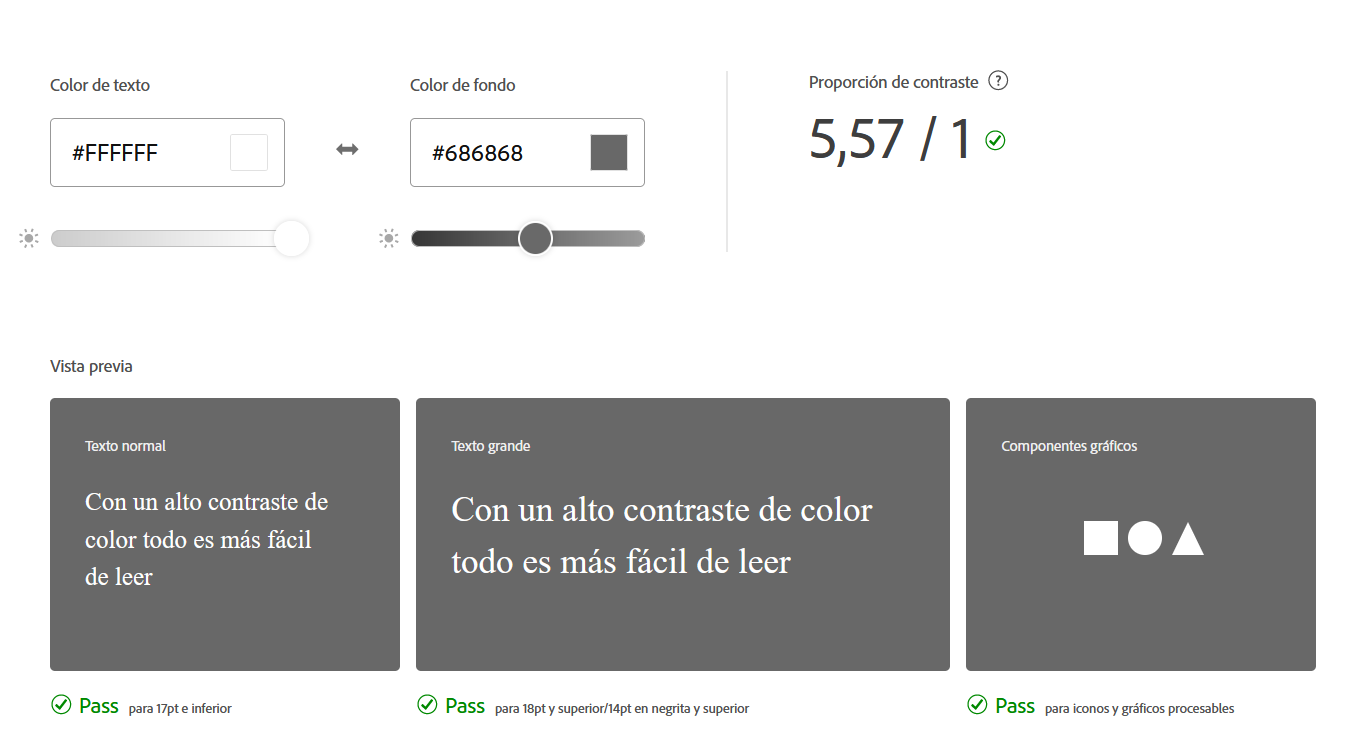 Color de texto
Color de fondo
Proporción de contraste ?
#FFFFFF
#686868
5,57 / 1
Vista previa
Texto normal
Con un alto contraste de
color todo es más fácil
de leer
Texto grande
Con un alto contraste de color
todo es más fácil de leer
Componentes gráficos
Pass para 17pt e inferior
Pass para 18pt y superior/14pt en negrita y superior
Pass para iconos y gráficos procesables